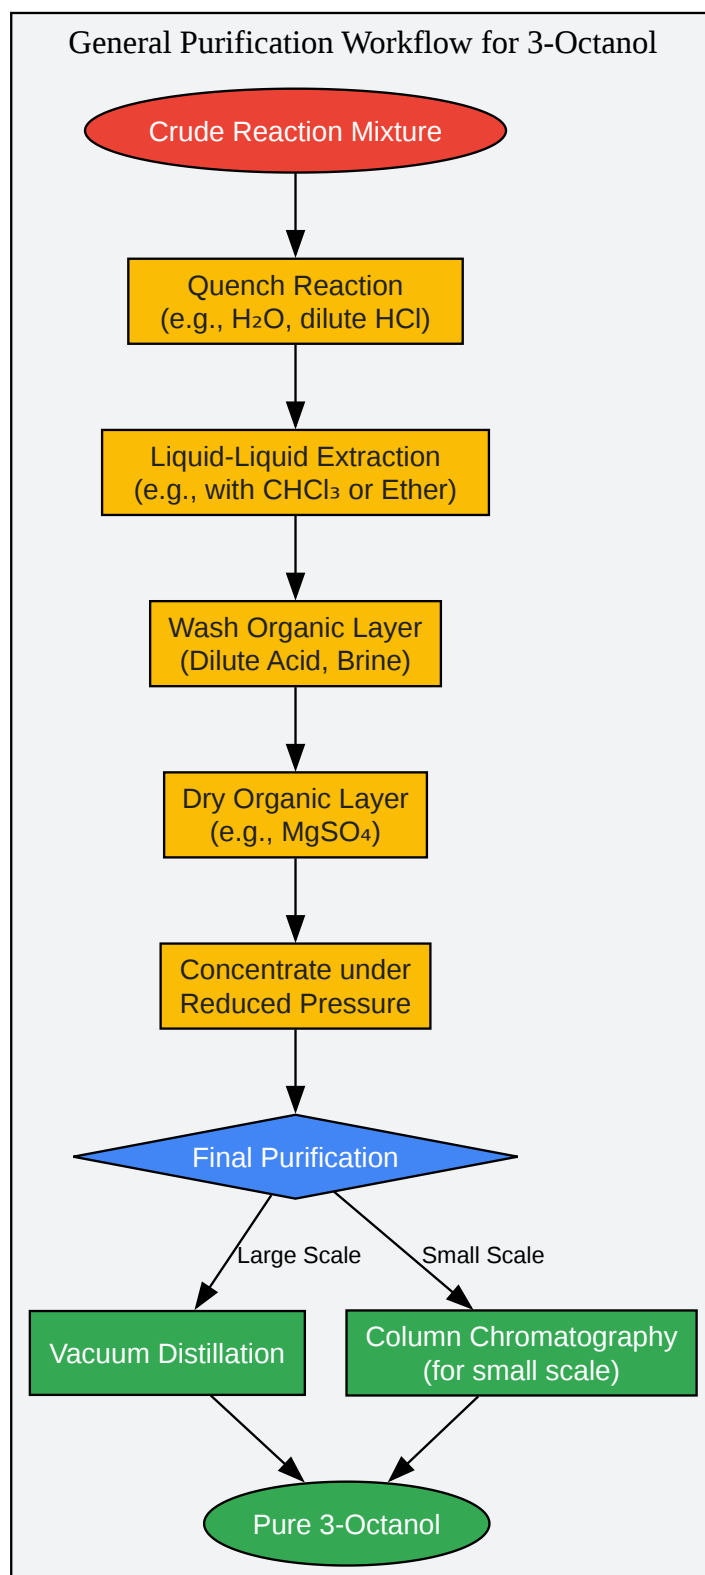 General Purification Workflow for 3-Octanol
Crude Reaction Mixture
Quench Reaction
(e.g., H₂O, dilute HCl)
Liquid-Liquid Extraction
(e.g., with CHCl₃ or Ether)
Wash Organic Layer
(Dilute Acid, Brine)
Dry Organic Layer
(e.g., MgSO₄)
Concentrate under
Reduced Pressure
Final Purification
Large Scale
Small Scale
Vacuum Distillation
Column Chromatography
(for small scale)
Pure 3-Octanol